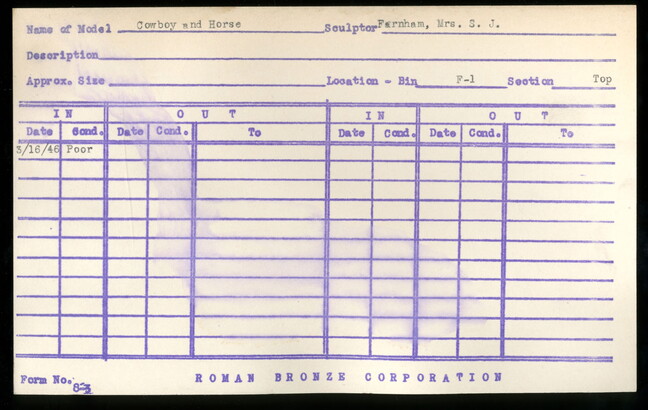 Name of Model Cowboy and Horse Sculptor Farnham, Mrs. S. J.
Description
Approx. Size Location - Bin F-1 Section Top
IN OUT IN OUT
Date Cond. Date Cond. To Date Cond. Date Cond. To
3/16/46 Poor
Form No. 8-3 ROMAN BRONZE CORPORATION